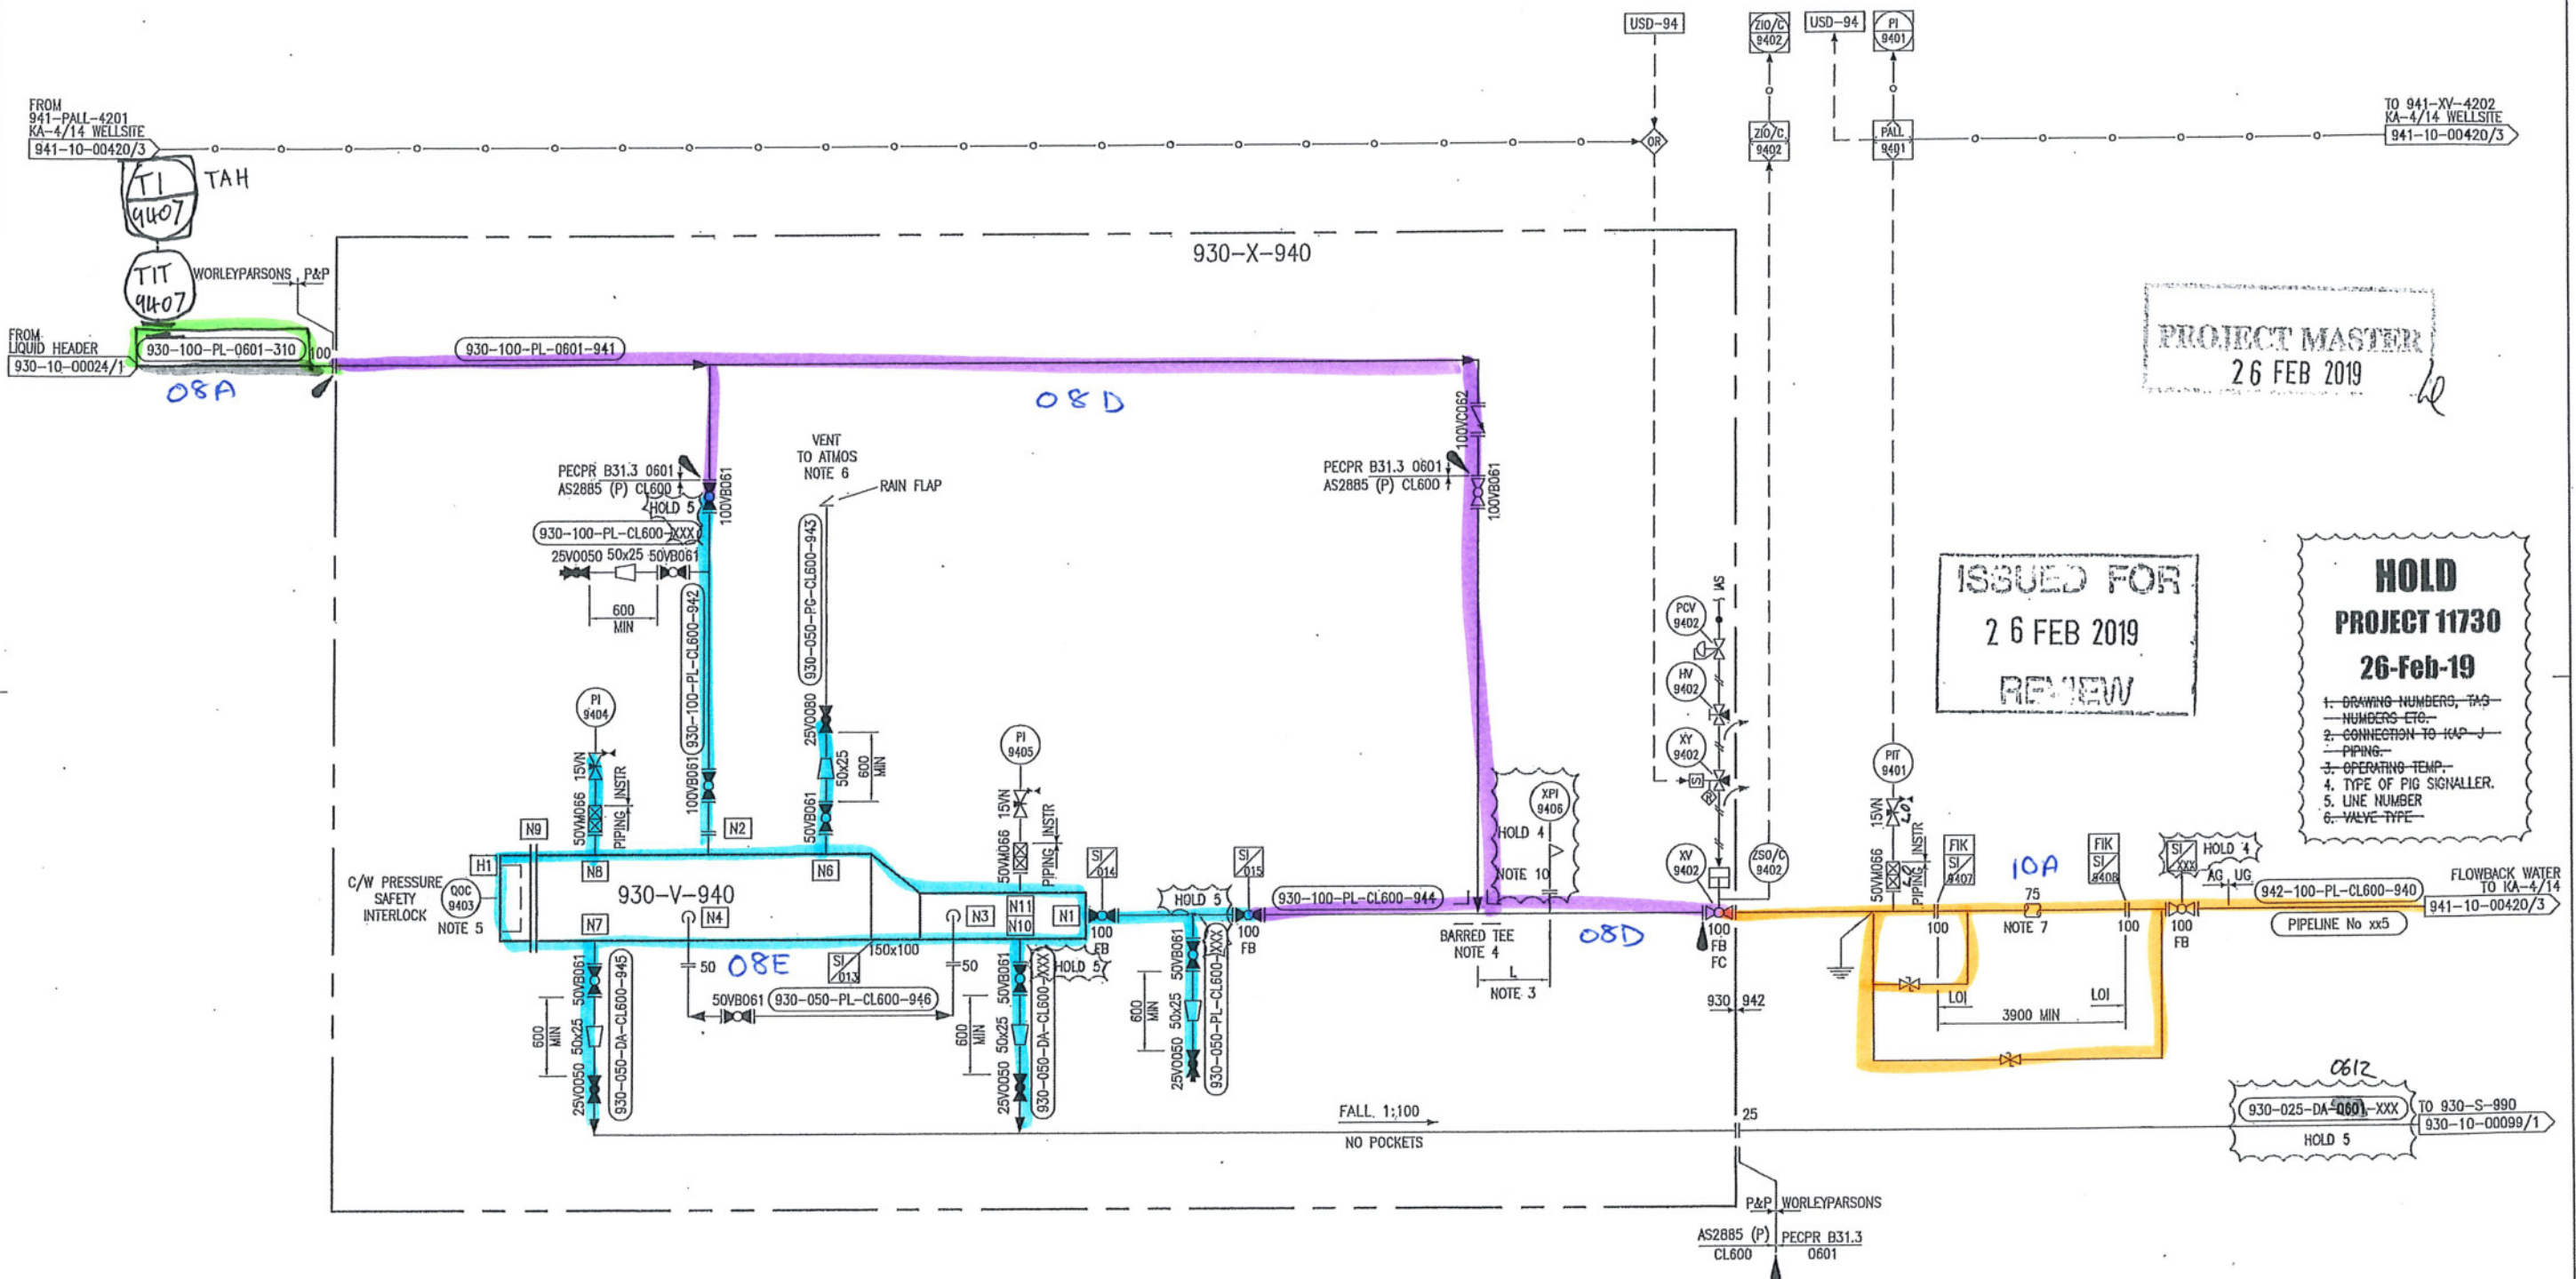 USD-94
ZIO/C
9402
USD-94
PI
9401
FROM
941-PALL-4201
KA-4/14 WELLSITE
941-10-00420/3
OR
ZIO/C
9402
PALL
9401
TO 941-XV-4202
KA-4/14 WELLSITE
941-10-00420/3
TI
9407
TAH
TIT
9407
WORLEYPARSONS P&P
930-X-940
FROM
LIQUID HEADER
930-10-00024/1
930-100-PL-0601-310
100
08A
930-100-PL-0601-941
08D
PROJECT MASTER
26 FEB 2019
VENT
TO ATMOS
NOTE 6
RAIN FLAP
PECPR B31.3 0601
AS2885 (P) CL600
HOLD 5
100VB061
930-100-PL-CL600-XXX
25VO050 50x25 50VB061
600
MIN
930-100-PL-CL600-942
100VB061
930-050-PG-CL600-943
25VO080
50x25
600
MIN
50VB061
100VC062
PECPR B31.3 0601
AS2885 (P) CL600
100VB061
ISSUED FOR
26 FEB 2019
REVIEW
HOLD
PROJECT 11730
26-Feb-19
1. DRAWING NUMBERS, TAG
NUMBERS ETC.
2. CONNECTION TO KAP-J
PIPING.
3. OPERATING TEMP.
4. TYPE OF PIG SIGNALLER.
5. LINE NUMBER
6. VALVE TYPE
IAS
PCV
9402
HV
9402
XY
9402
S
R
XV
9402
ZSO/C
9402
PI
9404
15VN
50VM066
PIPING INSTR
PI
9405
15VN
50VM066
PIPING INSTR
XPI
9406
HOLD 4
NOTE 10
PIT
9401
15VN
50VM066
PIPING INSTR
N9
N2
H1
N8
N6
C/W PRESSURE
SAFETY
INTERLOCK
NOTE 5
QOC
9403
930-V-940
N7
N4
N3
N11
N10
N1
SI
014
SI
015
100
FB
HOLD 5
100
FB
930-100-PL-CL600-944
BARRED TEE
NOTE 4
L
NOTE 3
08D
100
FB
FC
FIK
SI
9407
10A
75
NOTE 7
FIK
SI
9408
SI
XXX
HOLD 4
AG UG
100
100
100
FB
942-100-PL-CL600-940
PIPELINE No xx5
FLOWBACK WATER
TO KA-4/14
941-10-00420/3
LOI
LOI
3900 MIN
50VB061
50x25
25VO050
600
MIN
930-050-DA-CL600-945
50
08E
SI
013
150x100
50
50VB061
930-050-PL-CL600-946
50VB061
50x25
25VO050
600
MIN
930-050-DA-CL600-XXX
HOLD 5
50VB061
50x25
25VO050
600
MIN
930-050-PL-CL600-XXX
930 942
FALL 1:100
NO POCKETS
25
0612
930-025-DA-0601-XXX
HOLD 5
TO 930-S-990
930-10-00099/1
P&P WORLEYPARSONS
AS2885 (P) PECPR B31.3
CL600 0601